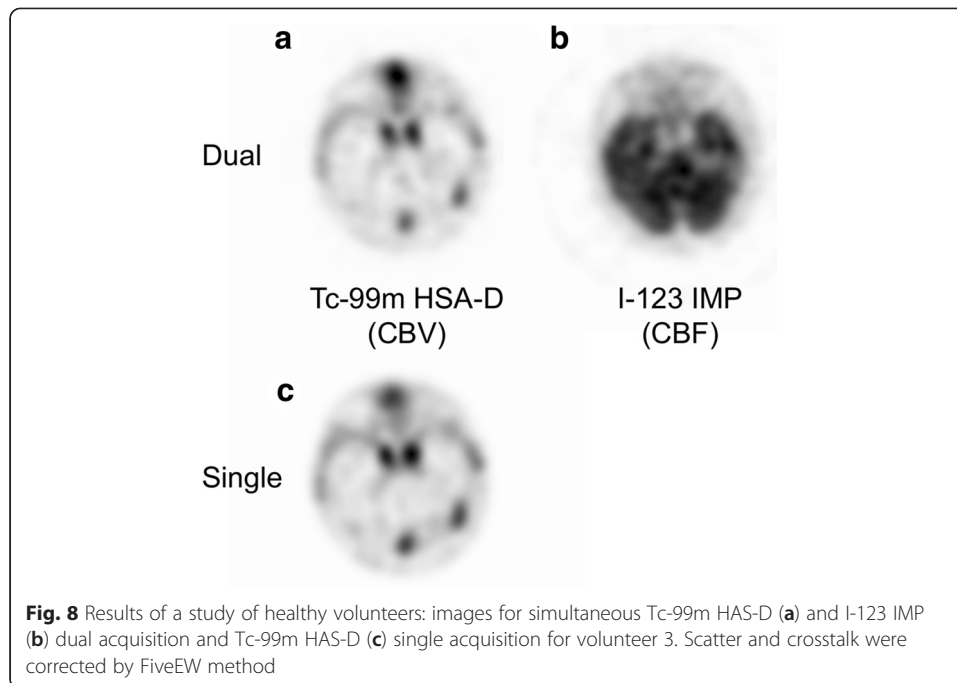 a
b
Dual
Tc-99m HSA-D
(CBV)
I-123 IMP
(CBF)
c
Single
Fig. 8 Results of a study of healthy volunteers: images for simultaneous Tc-99m HAS-D (a) and I-123 IMP
(b) dual acquisition and Tc-99m HAS-D (c) single acquisition for volunteer 3. Scatter and crosstalk were
corrected by FiveEW method